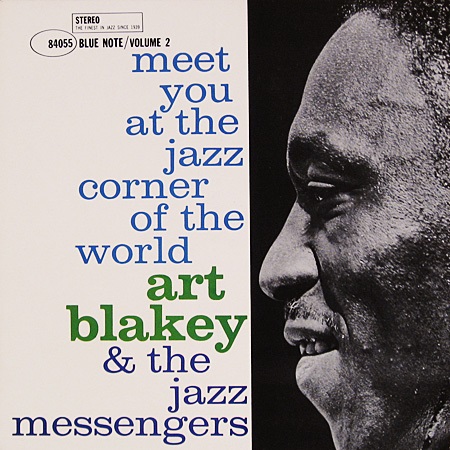 STEREO
THE FINEST IN JAZZ SINCE 1939
84055 BLUE NOTE/VOLUME 2
meet
you
at the
jazz
corner
of the
world
art
blakey
& the
jazz
messengers